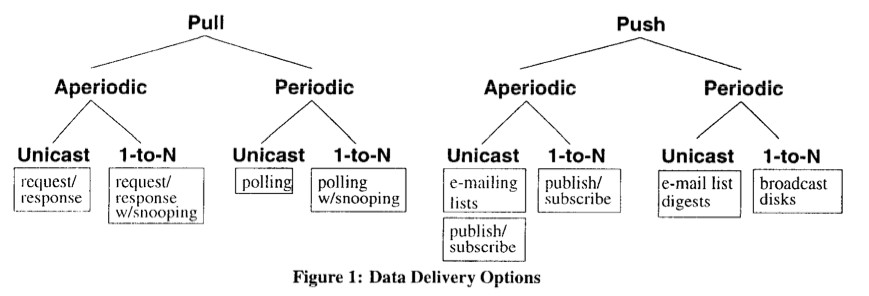 Pull
Push
Aperiodic
Periodic
Aperiodic
Periodic
Unicast
1-to-N
Unicast
1-to-N
Unicast
1-to-N
Unicast
1-to-N
request/
response
request/
response
w/snooping
polling
polling
w/snooping
e-mailing
lists
publish/
subscribe
publish/
subscribe
e-mail list
digests
broadcast
disks
Figure 1: Data Delivery Options